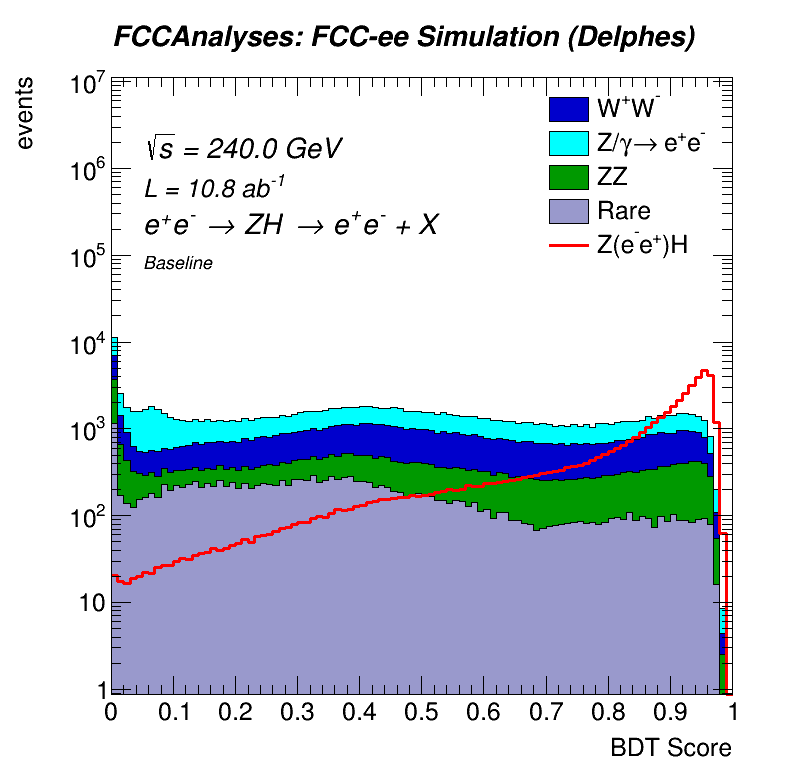 FCCAnalyses: FCC-ee Simulation (Delphes)
events
10⁷
10⁶
10⁵
10⁴
10³
10²
10
1
√s = 240.0 GeV
L = 10.8 ab⁻¹
e⁺e⁻ → ZH → e⁺e⁻ + X
Baseline
W⁺W⁻
Z/γ→ e⁺e⁻
ZZ
Rare
Z(e⁻e⁺)H
0 0.1 0.2 0.3 0.4 0.5 0.6 0.7 0.8 0.9 1
BDT Score